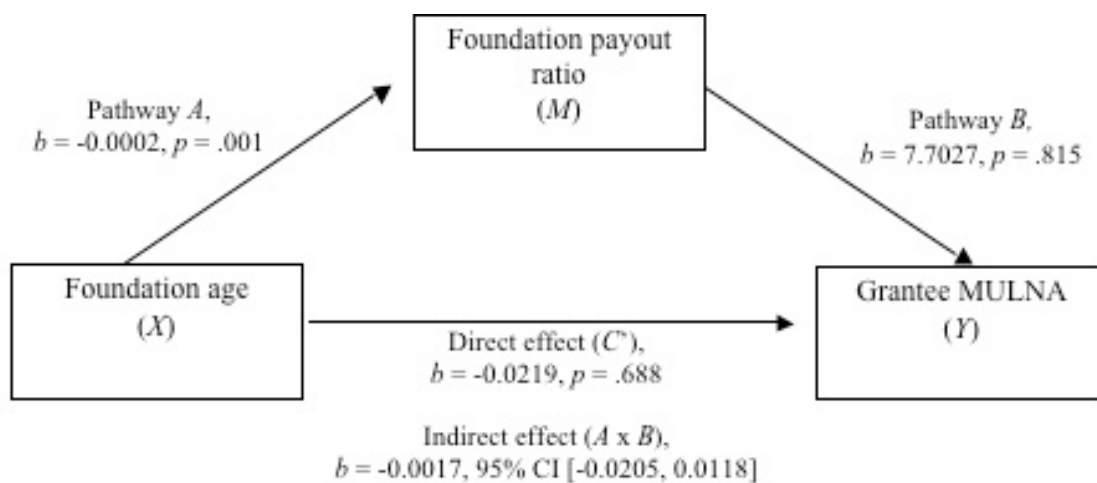 Foundation payout
ratio
(M)
Pathway A,
b = -0.0002, p = .001
Pathway B,
b = 7.7027, p = .815
Foundation age
(X)
Grantee MULNA
(Y)
Direct effect (C’),
b = -0.0219, p = .688
Indirect effect (A x B),
b = -0.0017, 95% CI [-0.0205, 0.0118]